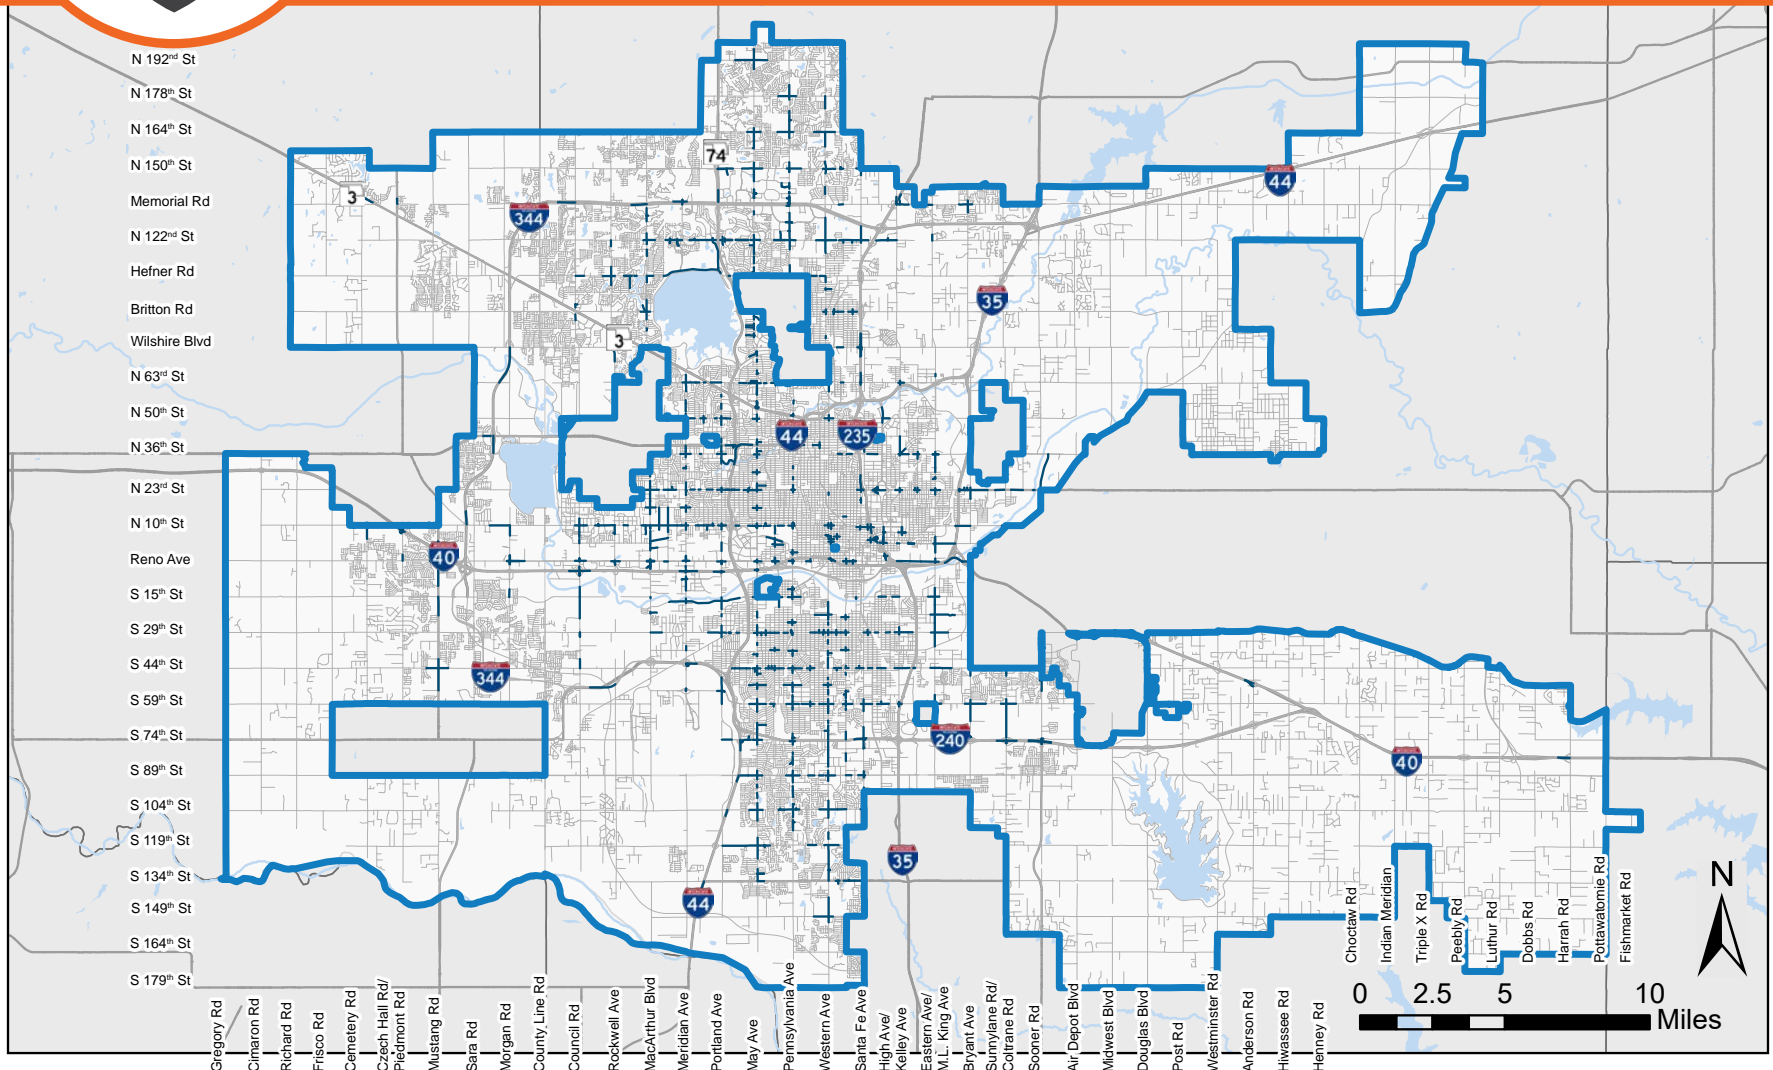 N 192nd St
N 178th St
N 164th St
74
N 150th St
44
3
Memorial Rd
344
N 122nd St
Hefner Rd
35
Britton Rd
3
Wilshire Blvd
N 63rd St
N 50th St
44
235
N 36th St
N 23rd St
N 10th St
40
Reno Ave
S 15th St
S 29th St
S 44th St
344
S 59th St
S 74th St
240
40
S 89th St
S 104th St
S 119th St
35
S 134th St
44
S 149th St
S 164th St
S 179th St
Gregory Rd
Cimarron Rd
Richard Rd
Frisco Rd
Cemetery Rd
Czech Hall Rd/
Piedmont Rd
Mustang Rd
Sara Rd
Morgan Rd
County Line Rd
Council Rd
Rockwell Ave
MacArthur Blvd
Meridian Ave
Portland Ave
May Ave
Pennsylvania Ave
Western Ave
Santa Fe Ave
High Ave/
Kelley Ave
Eastern Ave/
M.L. King Ave
Bryant Ave
Sunnylane Rd/
Coltrane Rd
Sooner Rd
Air Depot Blvd
Midwest Blvd
Douglas Blvd
Post Rd
Westminster Rd
Anderson Rd
Hiwassee Rd
Henney Rd
Choctaw Rd
Indian Meridian
Triple X Rd
Peebly Rd
Luthur Rd
Dobbs Rd
Harrah Rd
Pottawatomie Rd
Fishmarket Rd
N
0 2.5 5 10
Miles